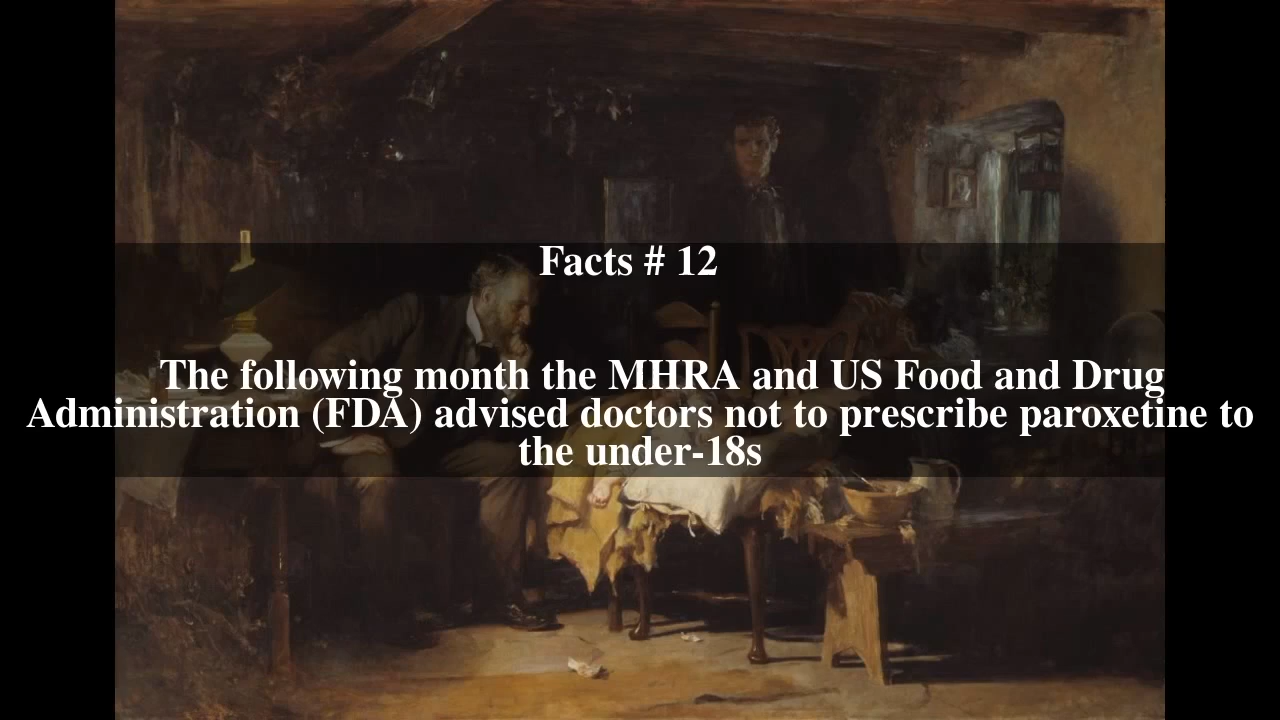 Facts # 12
The following month the MHRA and US Food and Drug
Administration (FDA) advised doctors not to prescribe paroxetine to
the under-18s